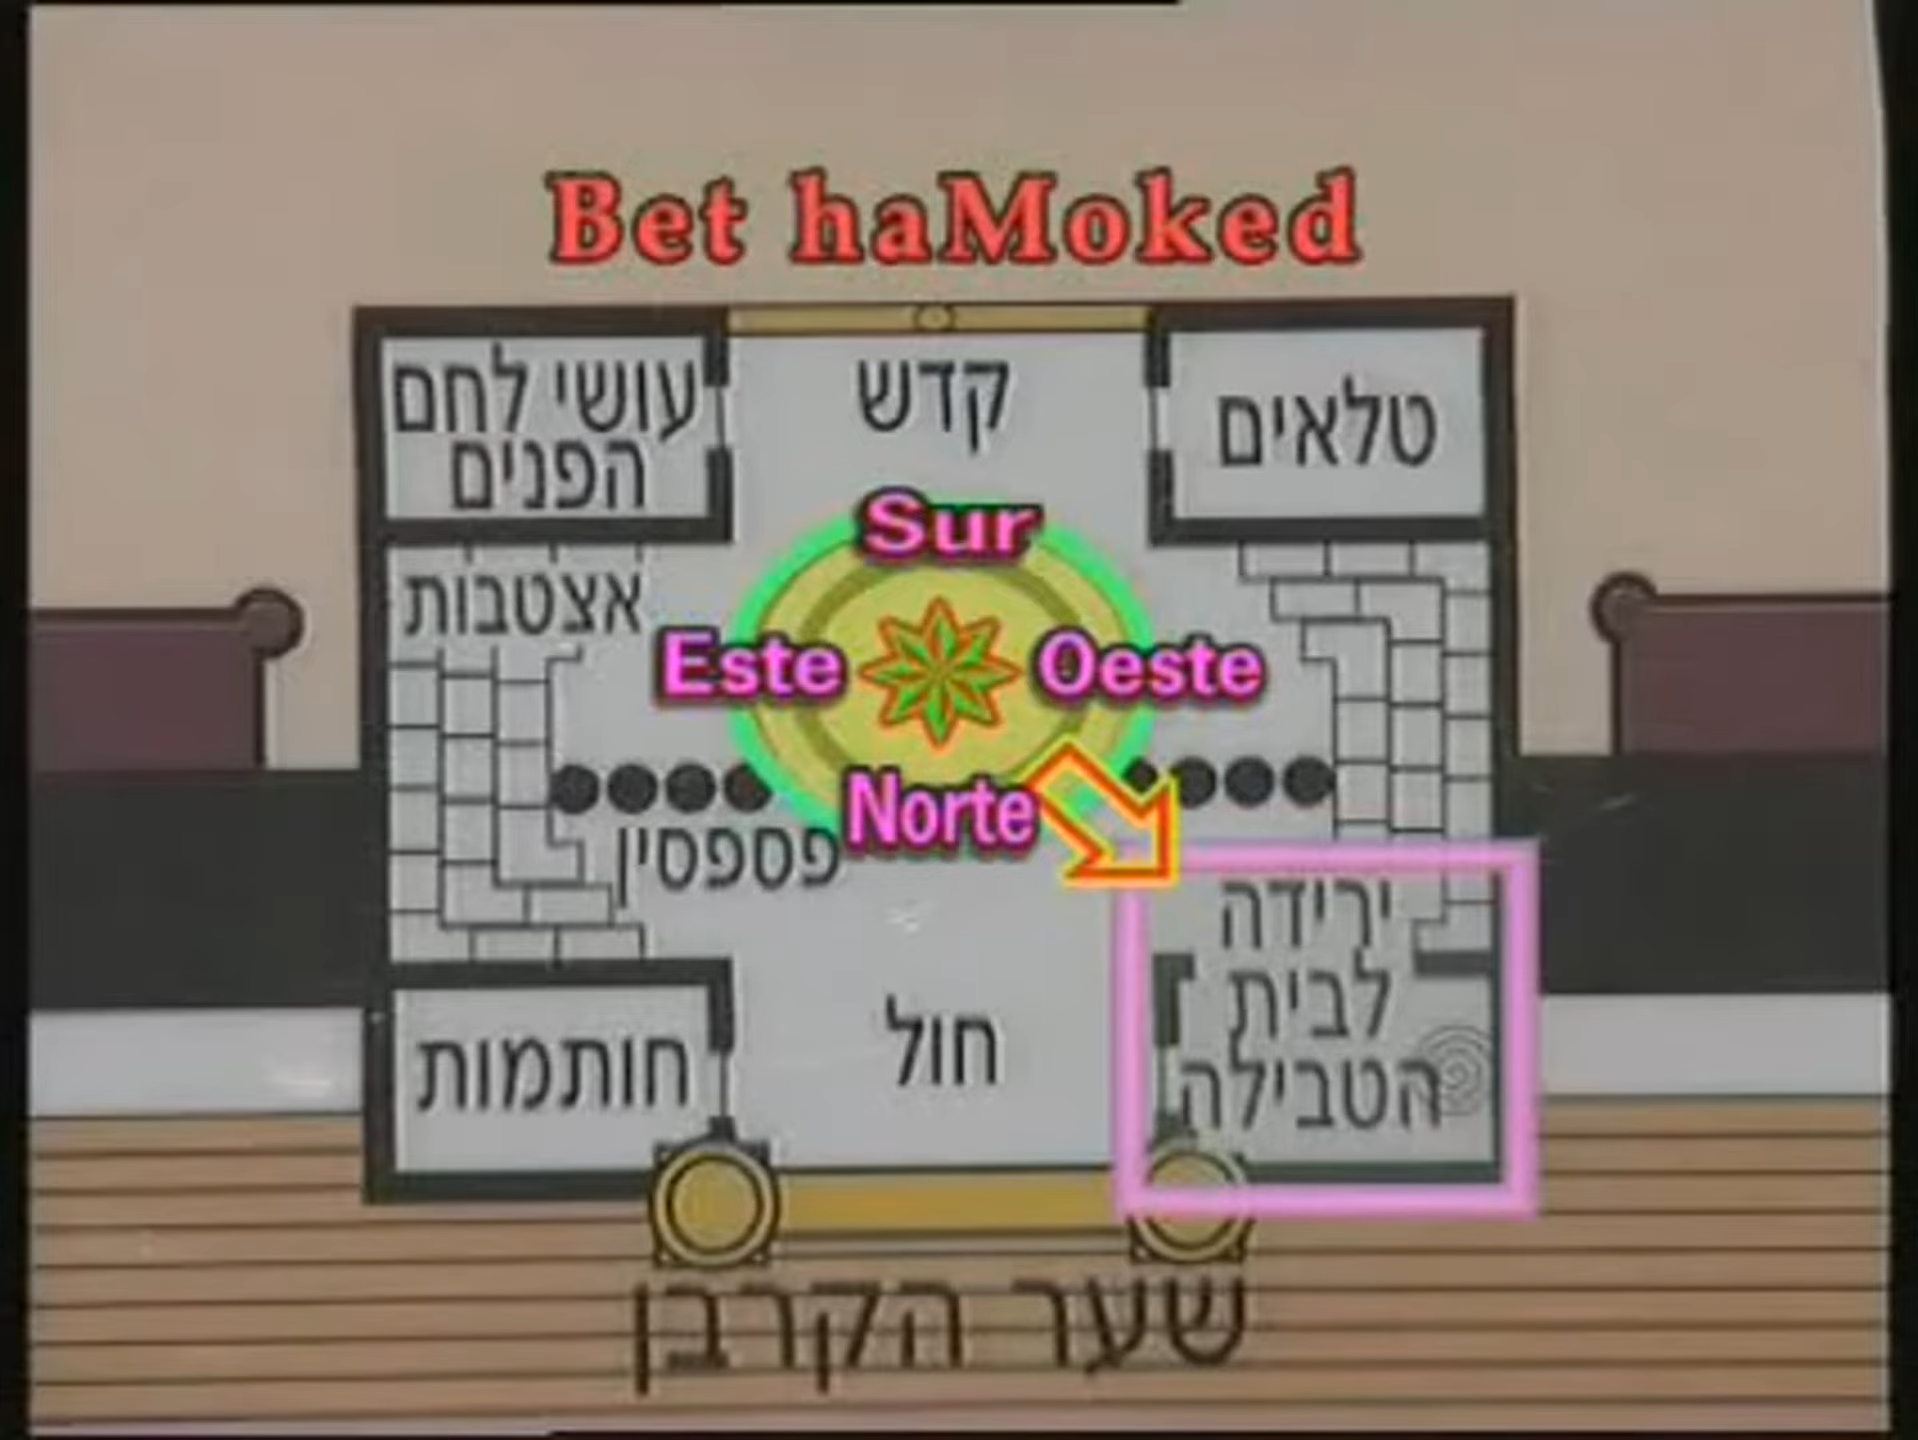 Bet haMoked
עושי לחם
הפנים
קדש
טלאים
Sur
אצטבות
Este
Oeste
Norte
פספסין
ירידה
לבית
הטבילה
חותמות
חול
שער הקרבן